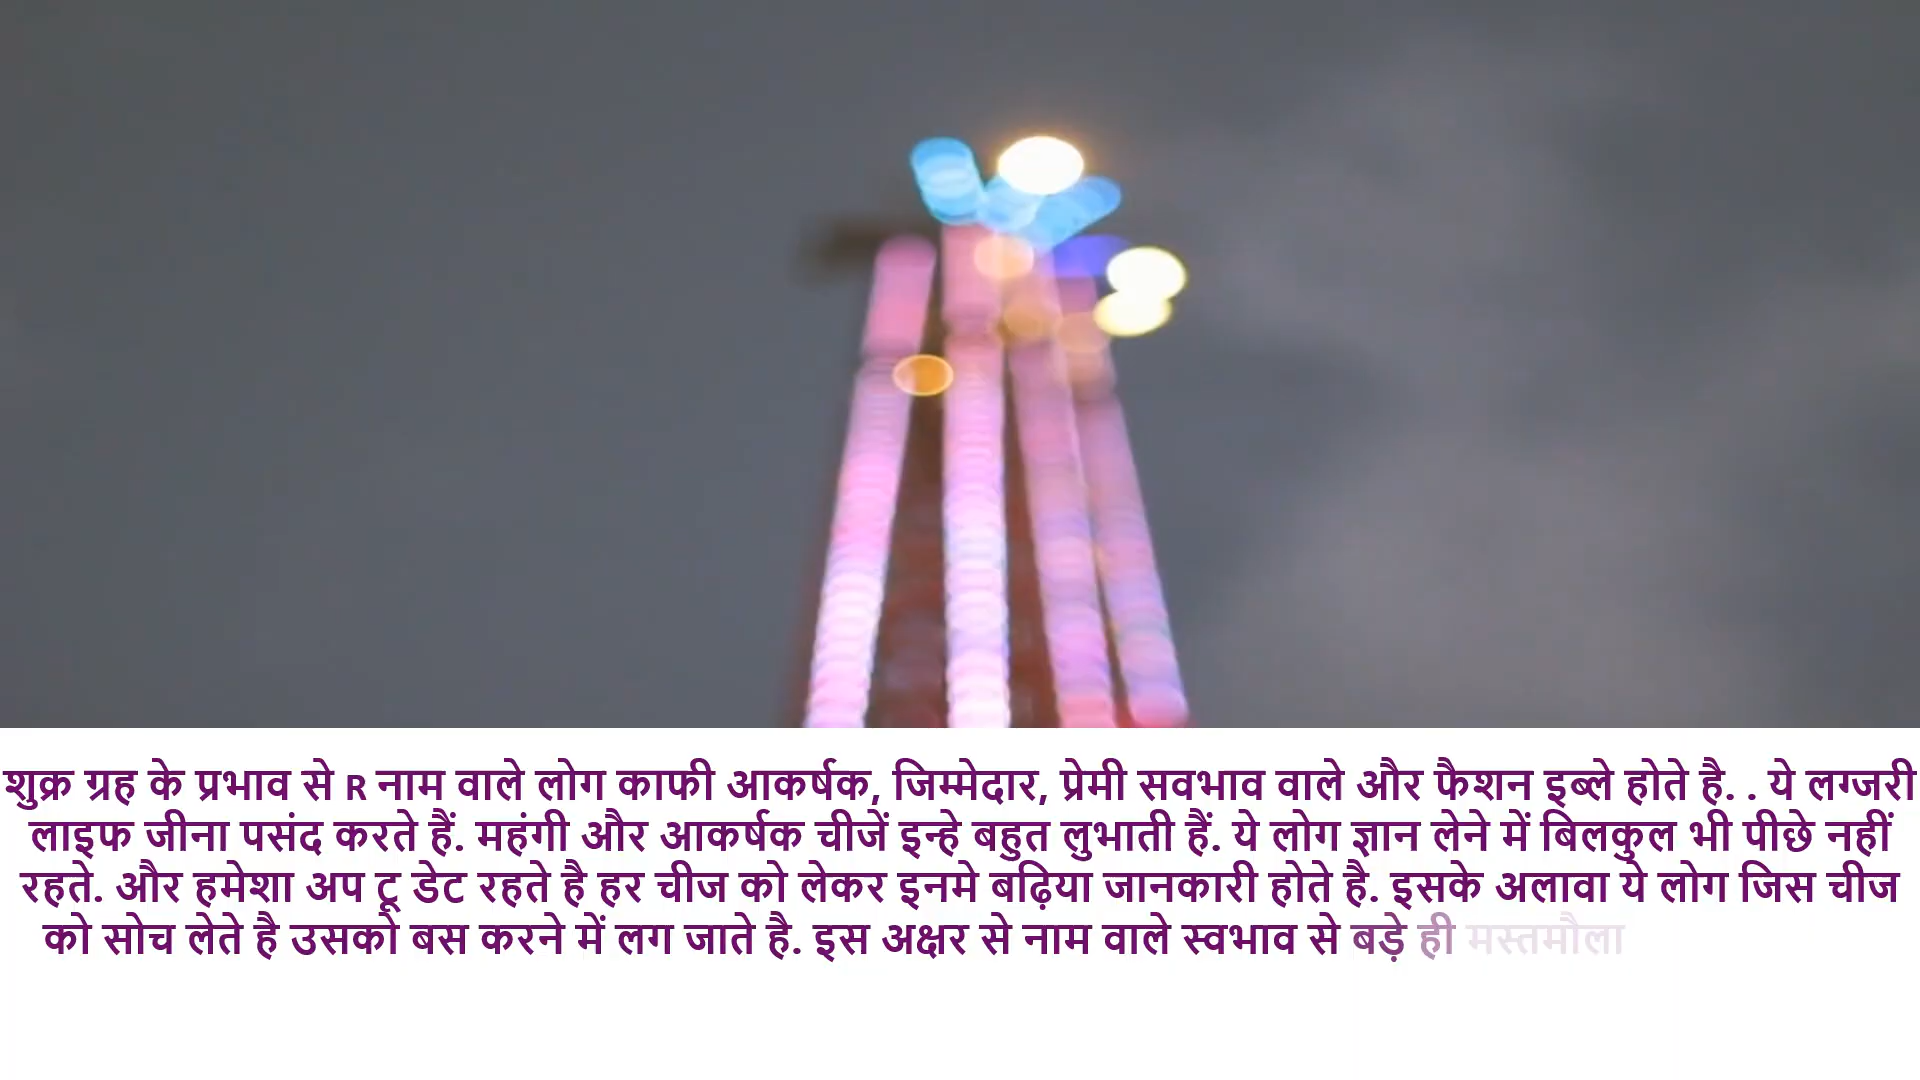 शुक्र ग्रह के प्रभाव से R नाम वाले लोग काफी आकर्षक, जिम्मेदार, प्रेमी सवभाव वाले और फैशन इब्ले होते है. . ये लग्जरी
लाइफ जीना पसंद करते हैं. महंगी और आकर्षक चीजें इन्हे बहुत लुभाती हैं. ये लोग ज्ञान लेने में बिलकुल भी पीछे नहीं
रहते. और हमेशा अप टू डेट रहते है हर चीज को लेकर इनमे बढ़िया जानकारी होते है. इसके अलावा ये लोग जिस चीज
को सोच लेते है उसको बस करने में लग जाते है. इस अक्षर से नाम वाले स्वभाव से बड़े ही मस्तमौला